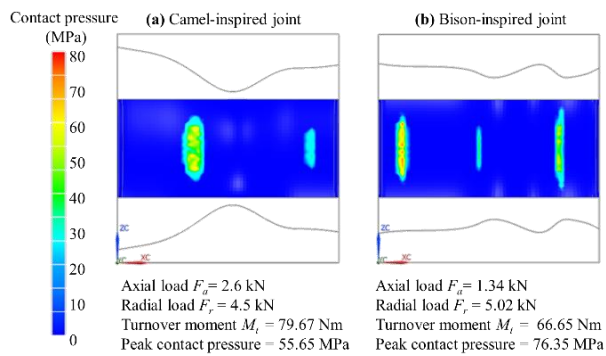 Contact pressure
(MPa)
(a) Camel-inspired joint
(b) Bison-inspired joint
80
70
60
50
40
30
20
10
0
ZC
XC
ZC
XC
Axial load Fa= 2.6 kN
Radial load Fr = 4.5 kN
Turnover moment Mt = 79.67 Nm
Peak contact pressure = 55.65 MPa
Axial load Fa= 1.34 kN
Radial load Fr = 5.02 kN
Turnover moment Mt = 66.65 Nm
Peak contact pressure = 76.35 MPa